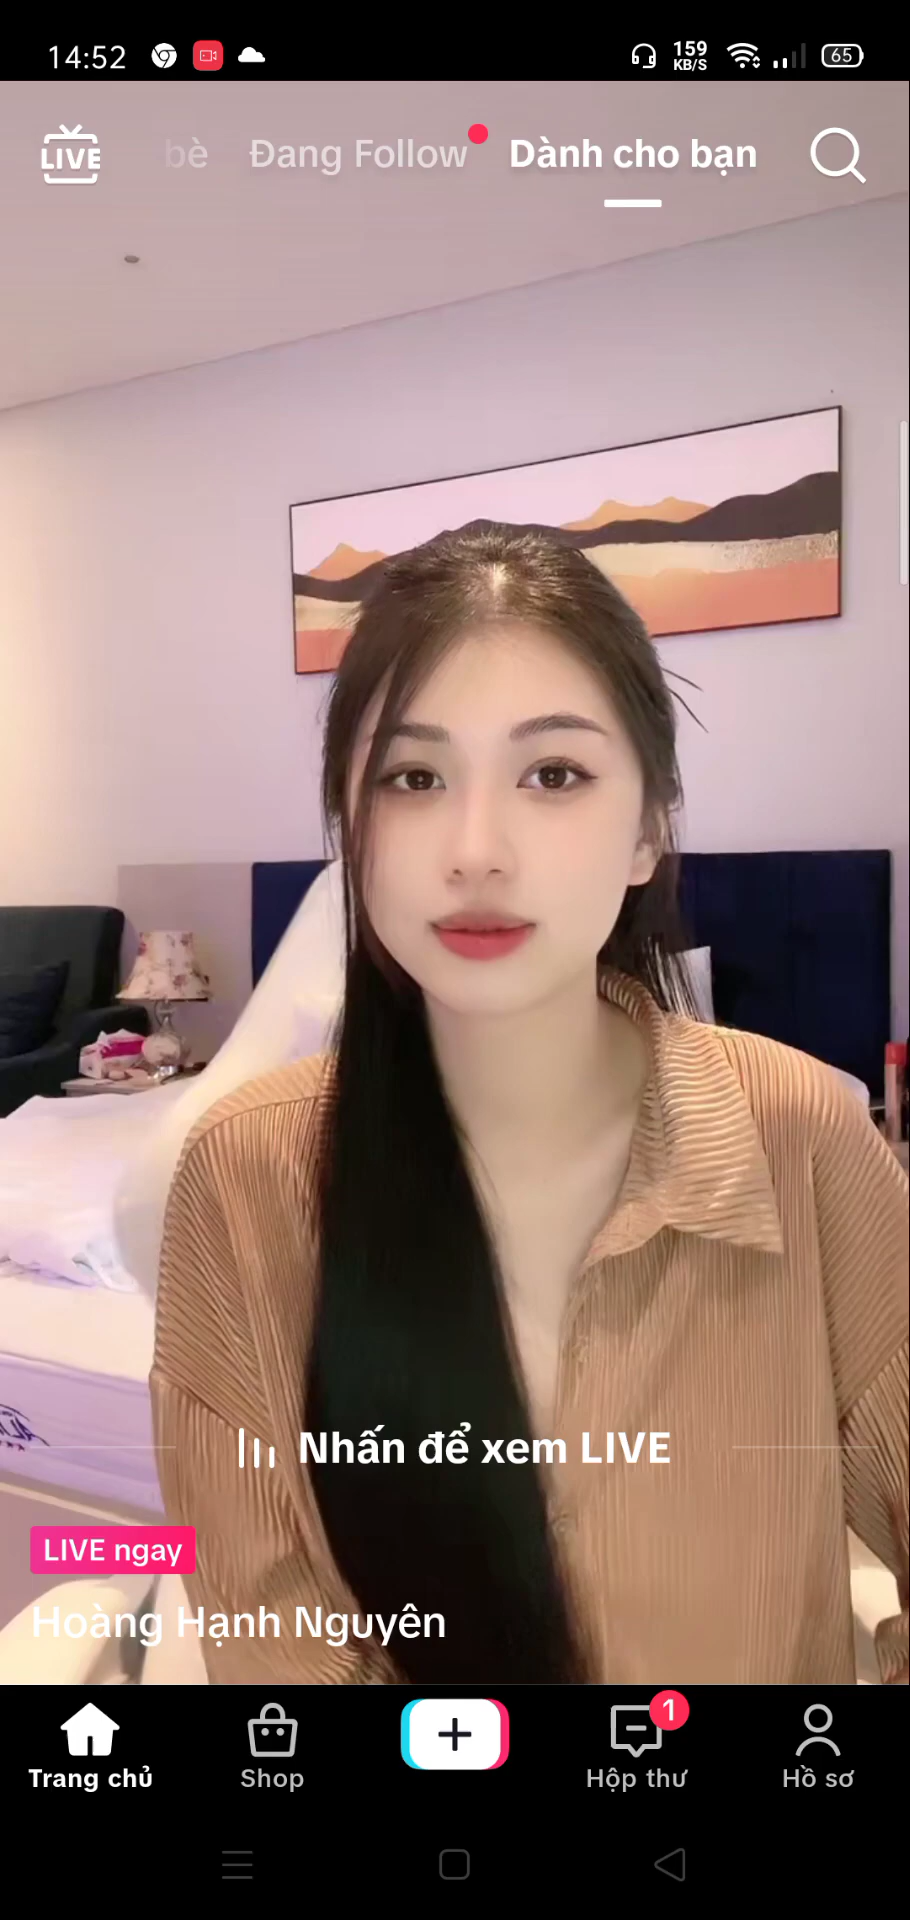 14:52
159
KB/S
65
LIVE
bè
Đang Follow
Dành cho bạn
Nhấn để xem LIVE
LIVE ngay
Hoàng Hạnh Nguyên
1
Trang chủ
Shop
Hộp thư
Hồ sơ